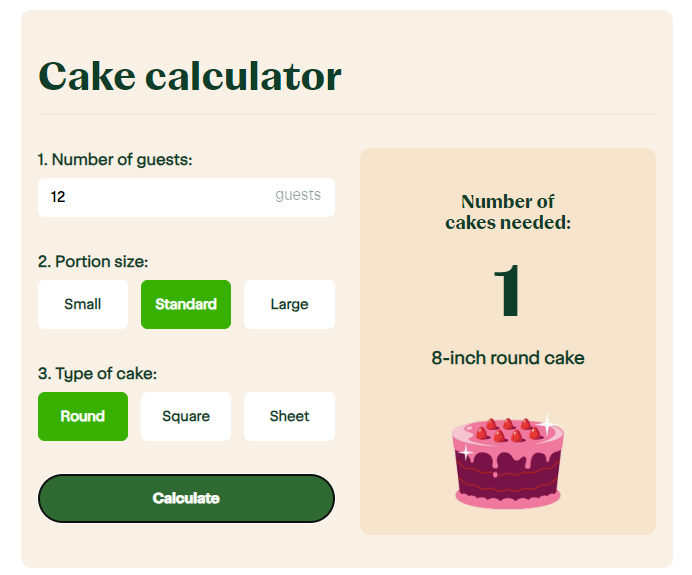 Cake calculator
1. Number of guests:
12 guests
2. Portion size:
Small Standard Large
3. Type of cake:
Round Square Sheet
Calculate
Number of
cakes needed:
1
8-inch round cake